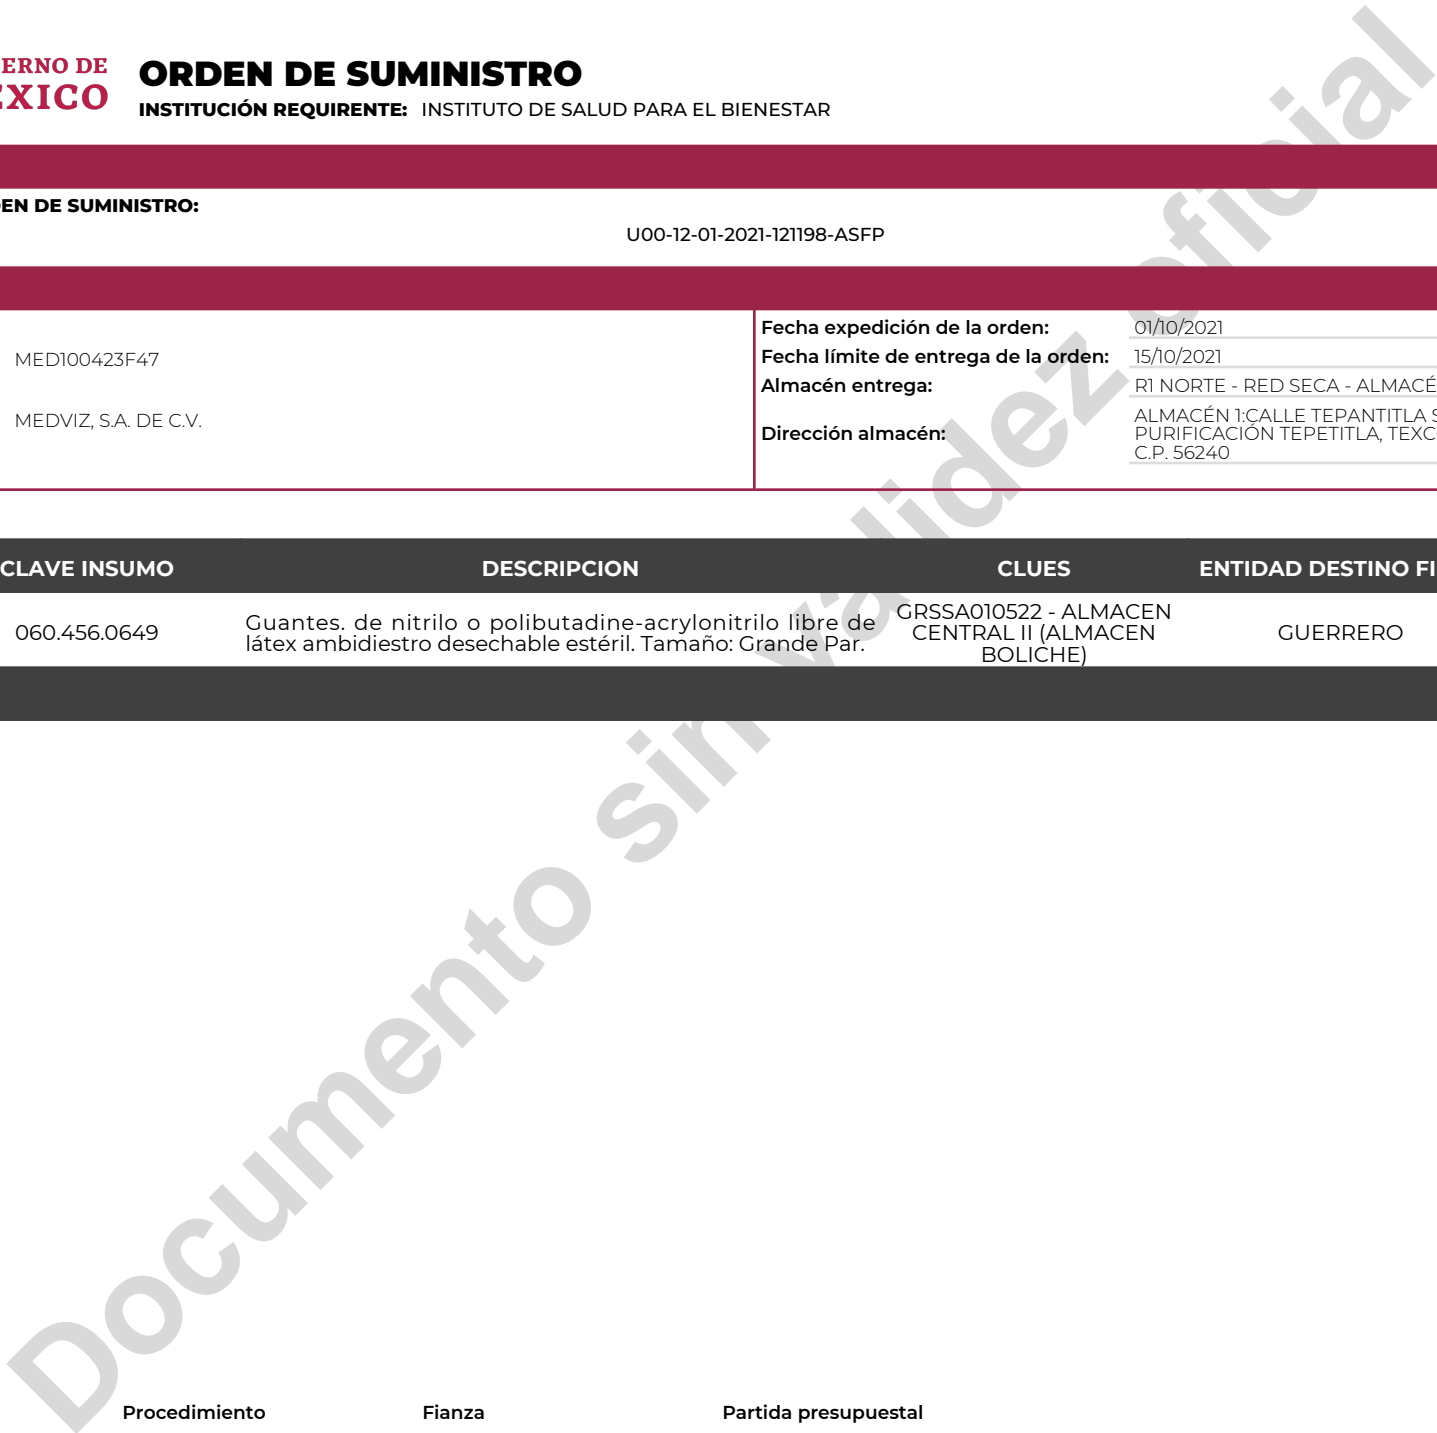 ERNO DE
EXICO
ORDEN DE SUMINISTRO
INSTITUCIÓN REQUIRENTE: INSTITUTO DE SALUD PARA EL BIENESTAR
EN DE SUMINISTRO:
U00-12-01-2021-121198-ASFP
MED100423F47
MEDVIZ, S.A. DE C.V.
Fecha expedición de la orden: 01/10/2021
Fecha límite de entrega de la orden: 15/10/2021
Almacén entrega: R1 NORTE - RED SECA - ALMACÉ
Dirección almacén:
ALMACÉN 1:CALLE TEPANTITLA S
PURIFICACIÓN TEPETITLA, TEXC
C.P. 56240
CLAVE INSUMO DESCRIPCION CLUES ENTIDAD DESTINO FI
060.456.0649
Guantes. de nitrilo o polibutadine-acrylonitrilo libre de
látex ambidiestro desechable estéril. Tamaño: Grande Par.
GRSSA010522 - ALMACEN
CENTRAL II (ALMACEN
BOLICHE)
GUERRERO
Documento sin validez oficial
Procedimiento Fianza Partida presupuestal